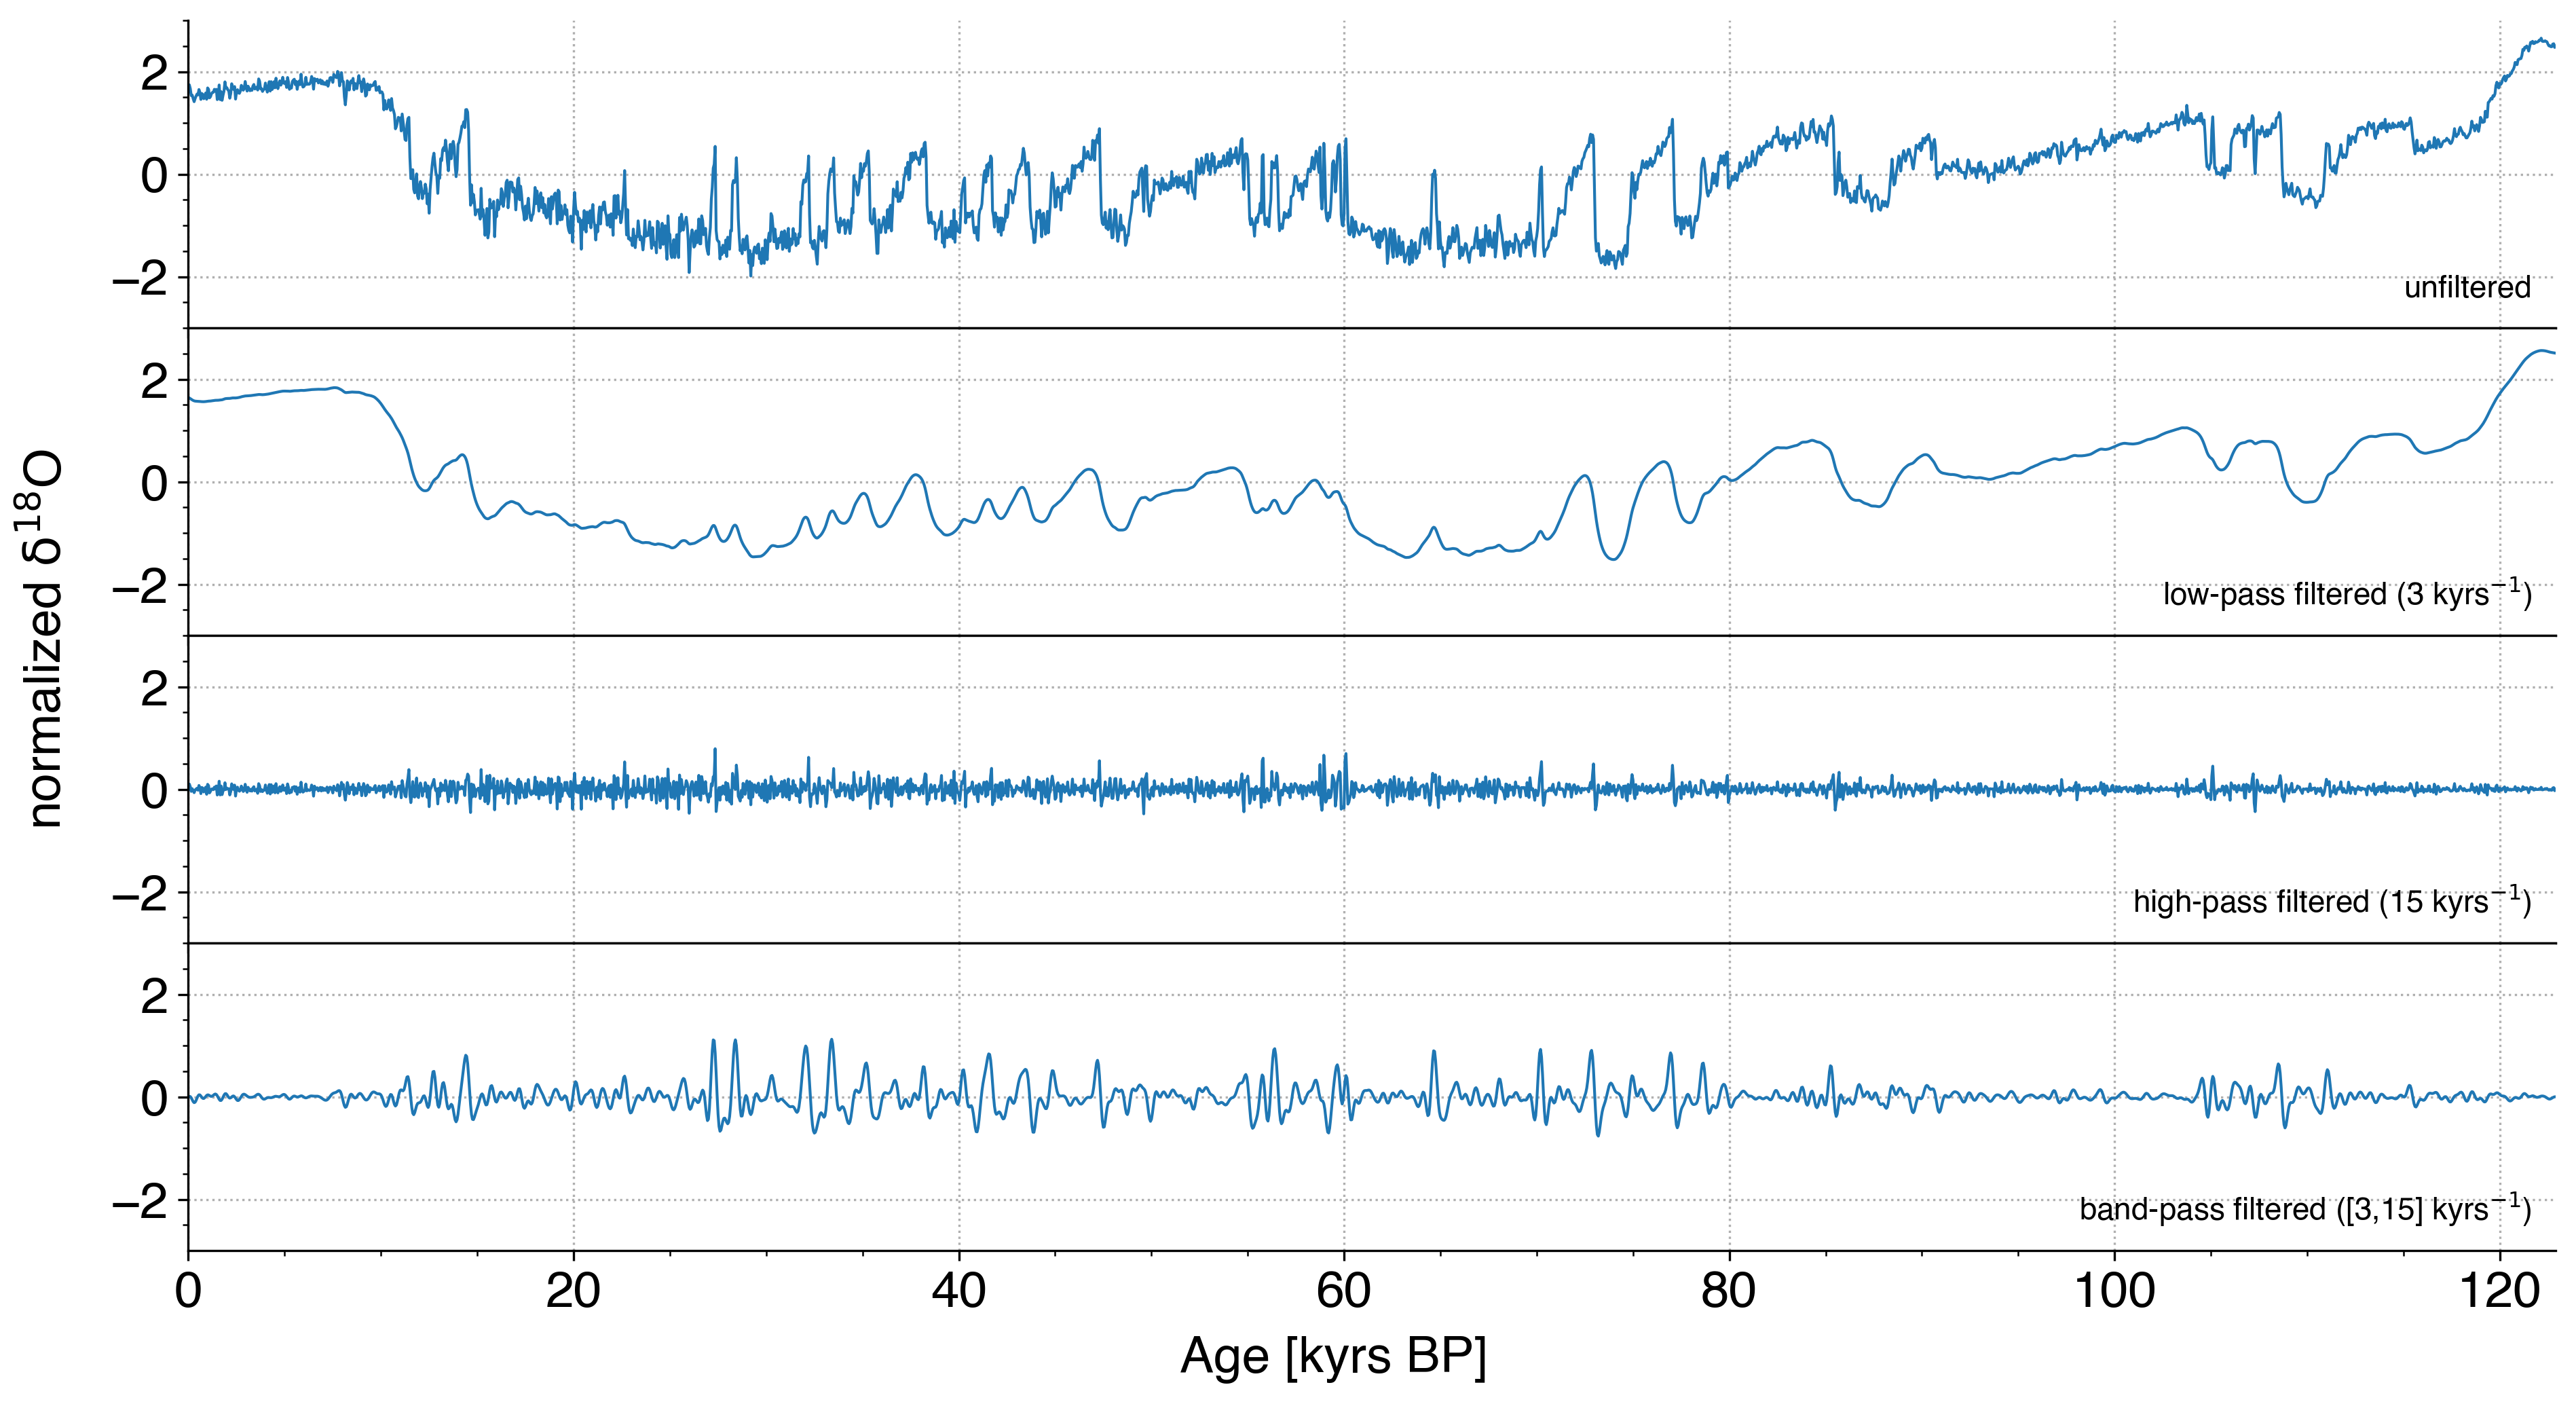 normalized δ¹⁸O
2
0
−2
unfiltered
2
0
−2
low-pass filtered (3 kyrs⁻¹)
2
0
−2
high-pass filtered (15 kyrs⁻¹)
2
0
−2
band-pass filtered ([3,15] kyrs⁻¹)
0 20 40 60 80 100 120
Age [kyrs BP]